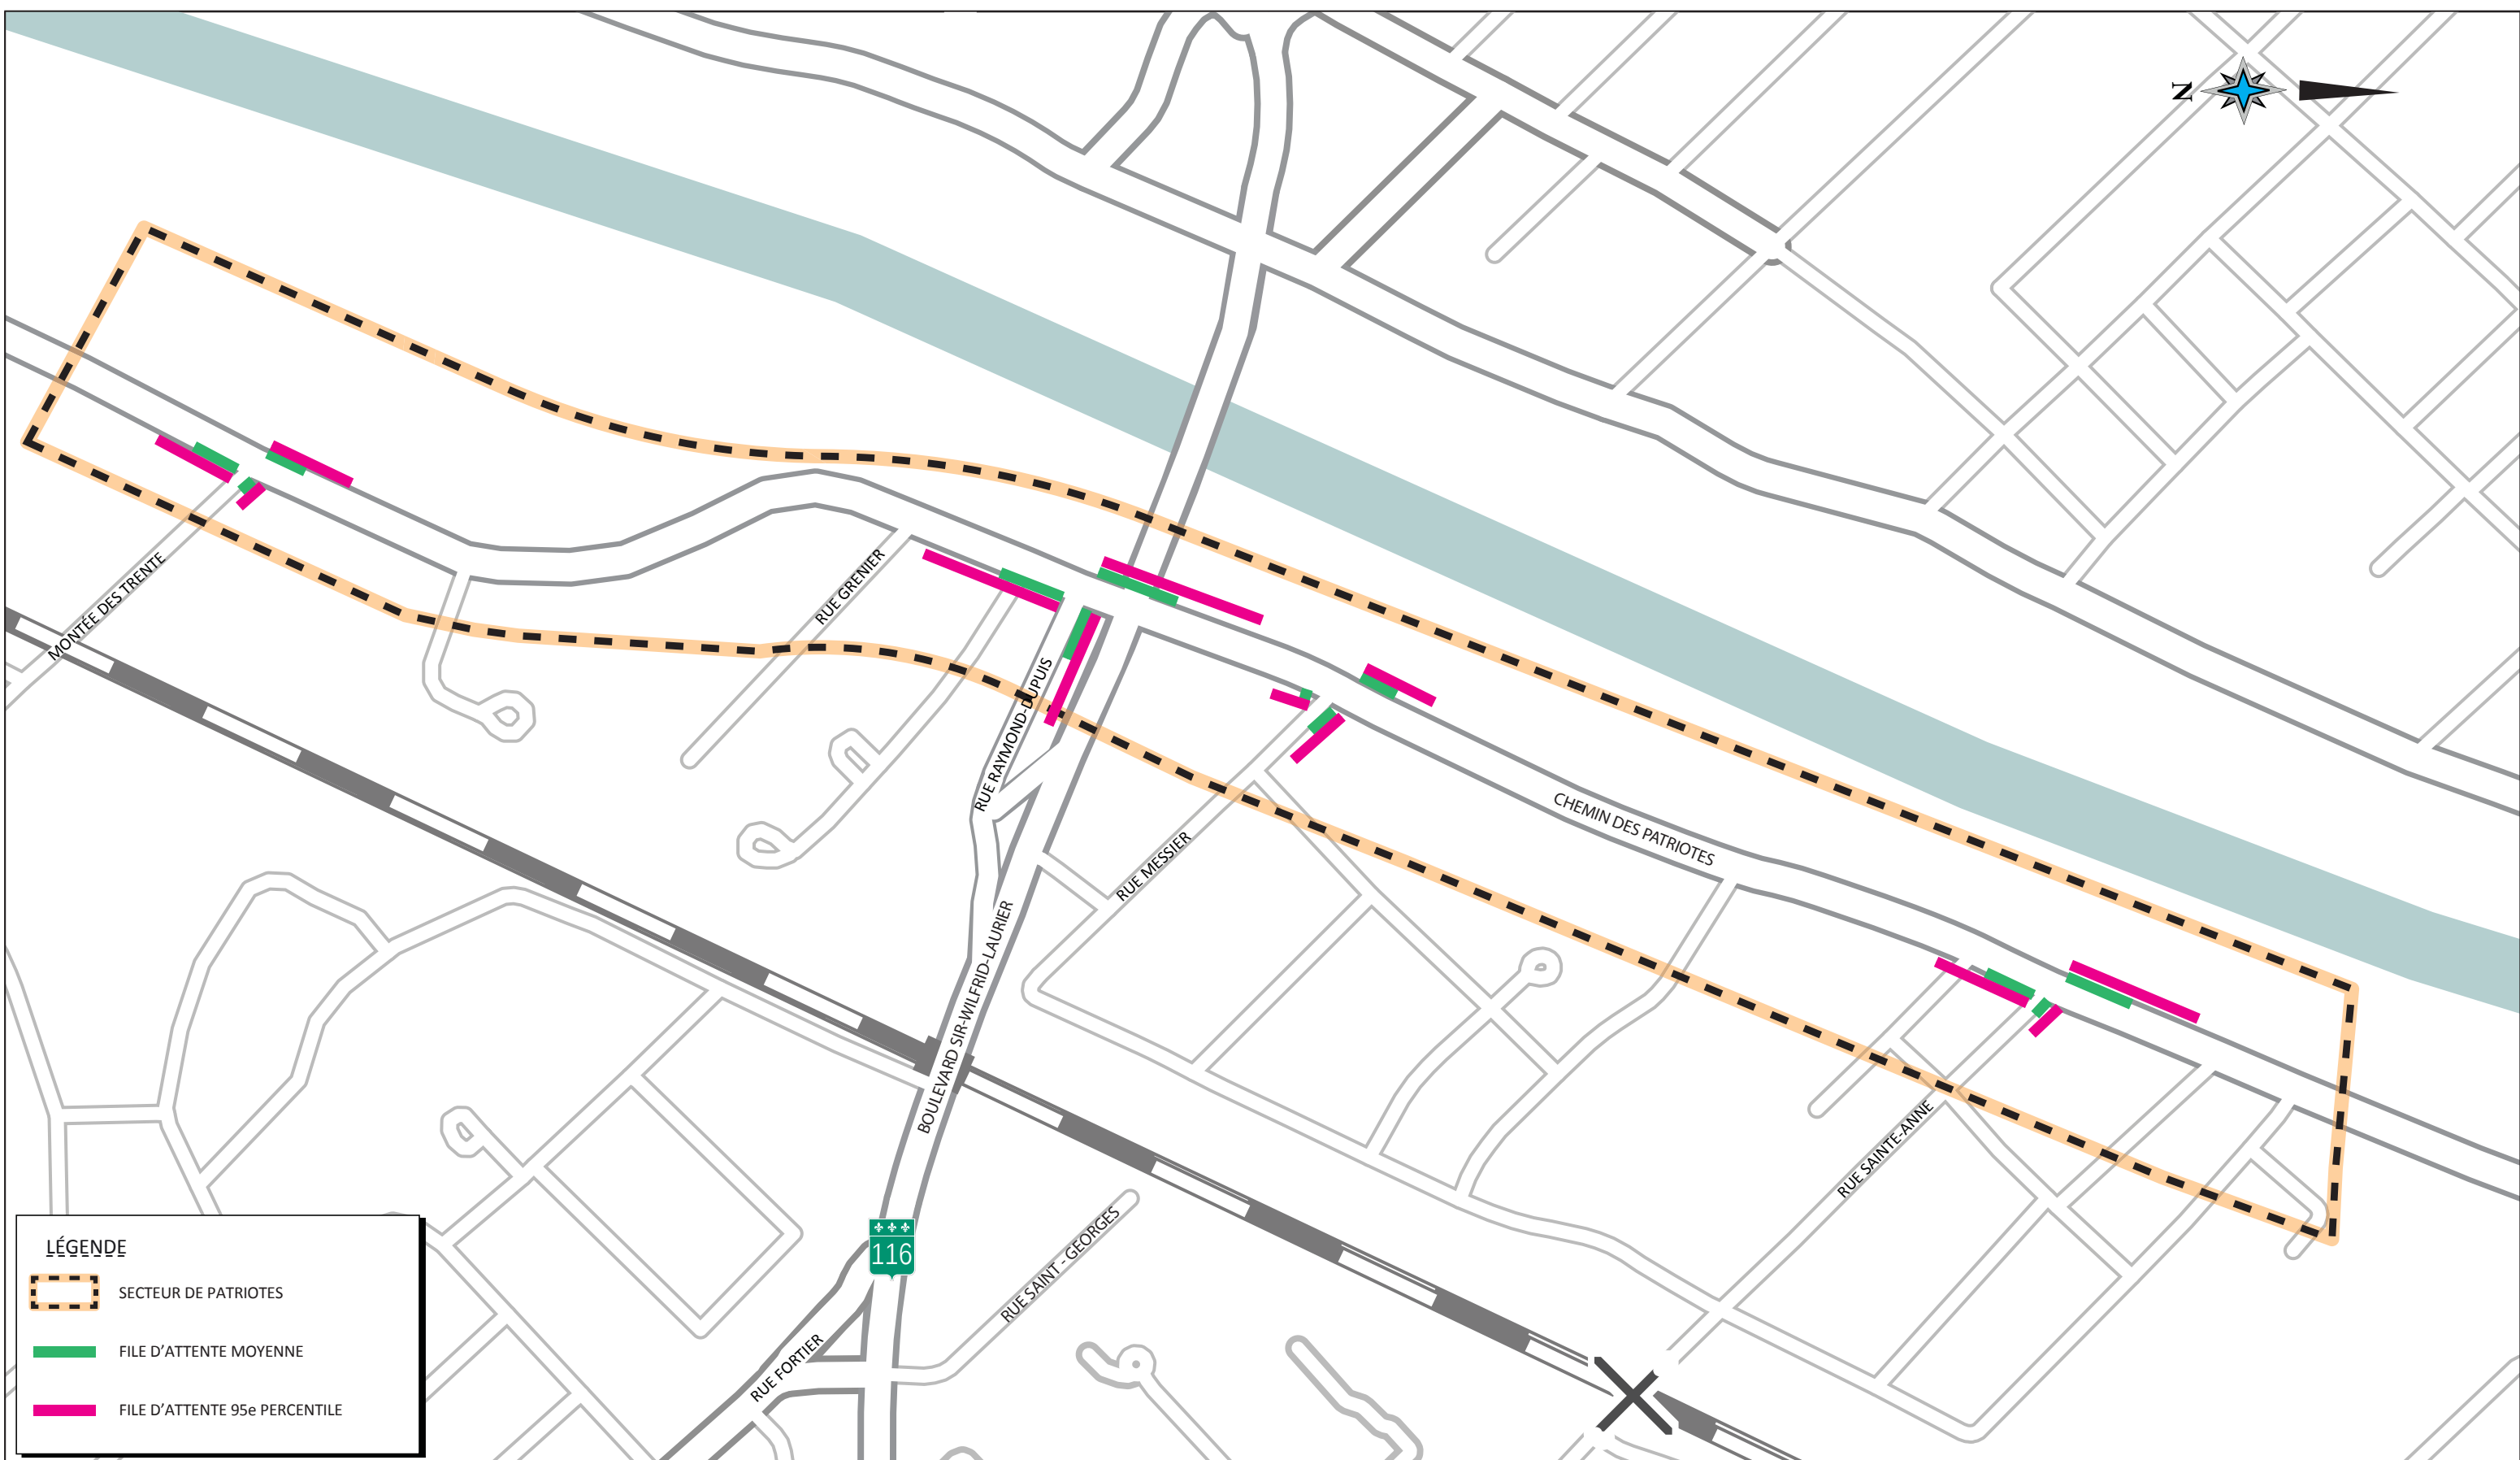 N
MONTÉE DES TRENTE
RUE GRENIER
RUE RAYMOND-DUPUIS
CHEMIN DES PATRIOTES
RUE MESSIER
BOULEVARD SIR-WILFRID-LAURIER
RUE SAINTE-ANNE
116
RUE SAINT - GEORGES
RUE FORTIER
LÉGENDE
SECTEUR DE PATRIOTES
FILE D'ATTENTE MOYENNE
FILE D'ATTENTE 95e PERCENTILE